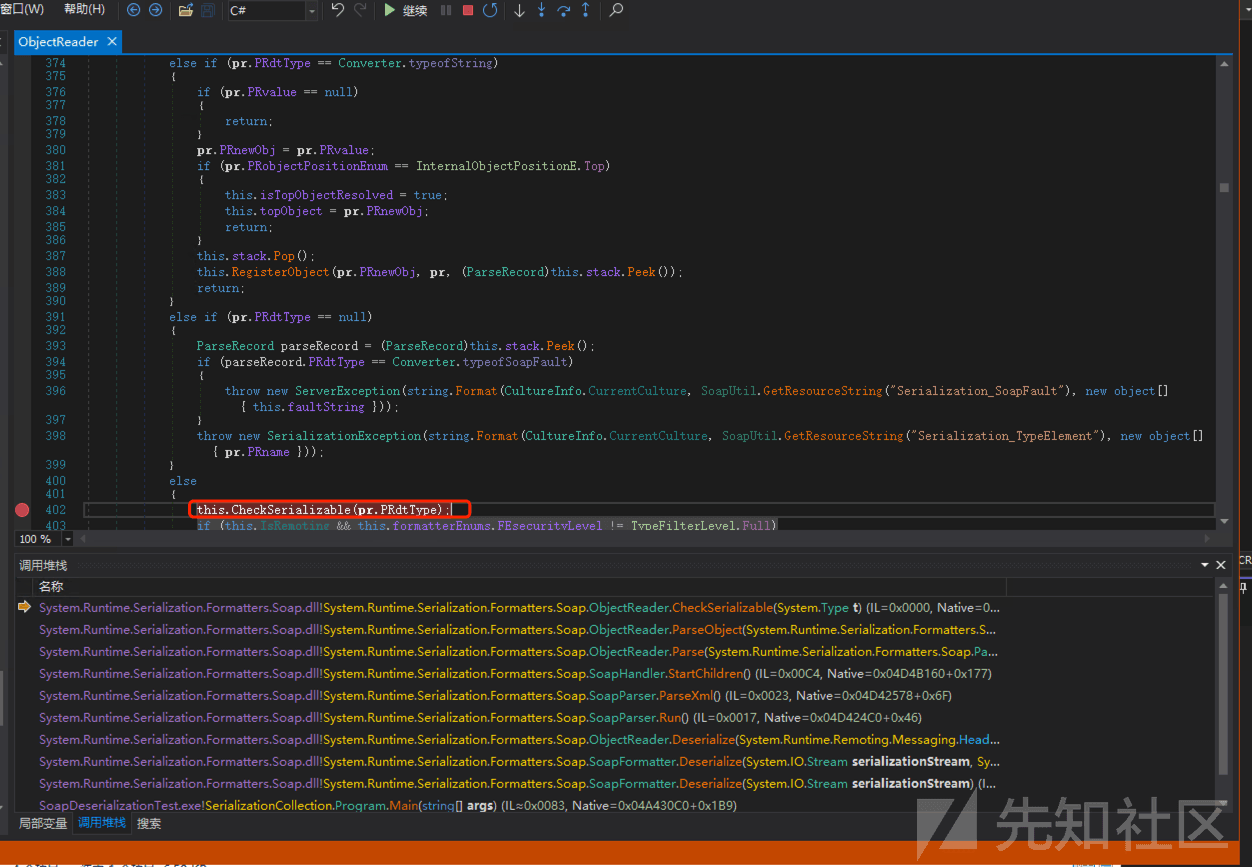 窗口(W) 帮助(H) C# 继续
ObjectReader
374 else if (pr.PRdtType == Converter.typeofString)
375 {
376 if (pr.PRvalue == null)
377 {
378 return;
379 }
380 pr.PRnewObj = pr.PRvalue;
381 if (pr.PRobjectPositionEnum == InternalObjectPositionE.Top)
382 {
383 this.isTopObjectResolved = true;
384 this.topObject = pr.PRnewObj;
385 return;
386 }
387 this.stack.Pop();
388 this.RegisterObject(pr.PRnewObj, pr, (ParseRecord)this.stack.Peek());
389 return;
390 }
391 else if (pr.PRdtType == null)
392 {
393 ParseRecord parseRecord = (ParseRecord)this.stack.Peek();
394 if (parseRecord.PRdtType == Converter.typeofSoapFault)
395 {
396 throw new ServerException(string.Format(CultureInfo.CurrentCulture, SoapUtil.GetResourceString("Serialization_SoapFault"), new object[]
{ this.faultString }));
397 }
398 throw new SerializationException(string.Format(CultureInfo.CurrentCulture, SoapUtil.GetResourceString("Serialization_TypeElement"), new object[]
{ pr.PRname }));
399 }
400 else
401 {
402 this.CheckSerializable(pr.PRdtType);
403 if (this.IsRemoting && this.formatterEnums.FEsecurityLevel != TypeFilterLevel.Full)
100 %
调用堆栈
CR
名称
System.Runtime.Serialization.Formatters.Soap.dll!System.Runtime.Serialization.Formatters.Soap.ObjectReader.CheckSerializable(System.Type t) (IL=0x0000, Native=0...
System.Runtime.Serialization.Formatters.Soap.dll!System.Runtime.Serialization.Formatters.Soap.ObjectReader.ParseObject(System.Runtime.Serialization.Formatters.S...
System.Runtime.Serialization.Formatters.Soap.dll!System.Runtime.Serialization.Formatters.Soap.ObjectReader.Parse(System.Runtime.Serialization.Formatters.Soap.Pa...
System.Runtime.Serialization.Formatters.Soap.dll!System.Runtime.Serialization.Formatters.Soap.SoapHandler.StartChildren() (IL=0x00C4, Native=0x04D4B160+0x177)
System.Runtime.Serialization.Formatters.Soap.dll!System.Runtime.Serialization.Formatters.Soap.SoapParser.ParseXml() (IL=0x0023, Native=0x04D42578+0x6F)
System.Runtime.Serialization.Formatters.Soap.dll!System.Runtime.Serialization.Formatters.Soap.SoapParser.Run() (IL=0x0017, Native=0x04D424C0+0x46)
System.Runtime.Serialization.Formatters.Soap.dll!System.Runtime.Serialization.Formatters.Soap.ObjectReader.Deserialize(System.Runtime.Remoting.Messaging.Head...
System.Runtime.Serialization.Formatters.Soap.dll!System.Runtime.Serialization.Formatters.Soap.SoapFormatter.Deserialize(System.IO.Stream serializationStream, Sy...
System.Runtime.Serialization.Formatters.Soap.dll!System.Runtime.Serialization.Formatters.Soap.SoapFormatter.Deserialize(System.IO.Stream serializationStream) (I...
SoapDeserializationTest.exe!SerializationCollection.Program.Main(string[] args) (IL≈0x0083, Native=0x04A430C0+0x1B9)
局部变量 调用堆栈 搜索
先知社区